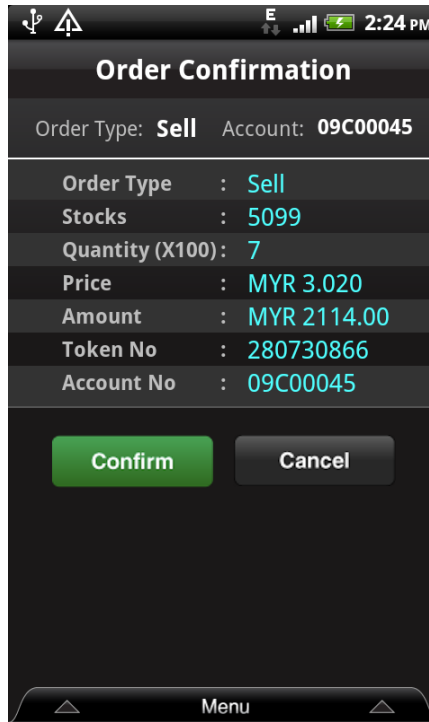 E 2:24 PM
Order Confirmation
Order Type: Sell Account: 09C00045
Order Type : Sell
Stocks : 5099
Quantity (X100) : 7
Price : MYR 3.020
Amount : MYR 2114.00
Token No : 280730866
Account No : 09C00045
Confirm Cancel
Menu